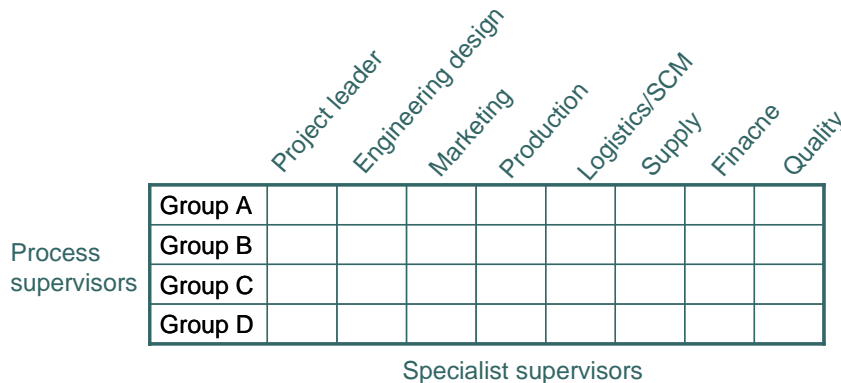 Project leader
Engineering design
Marketing
Production
Logistics/SCM
Supply
Finacne
Quality
Group A
Group B
Group C
Group D
Process
supervisors
Specialist supervisors